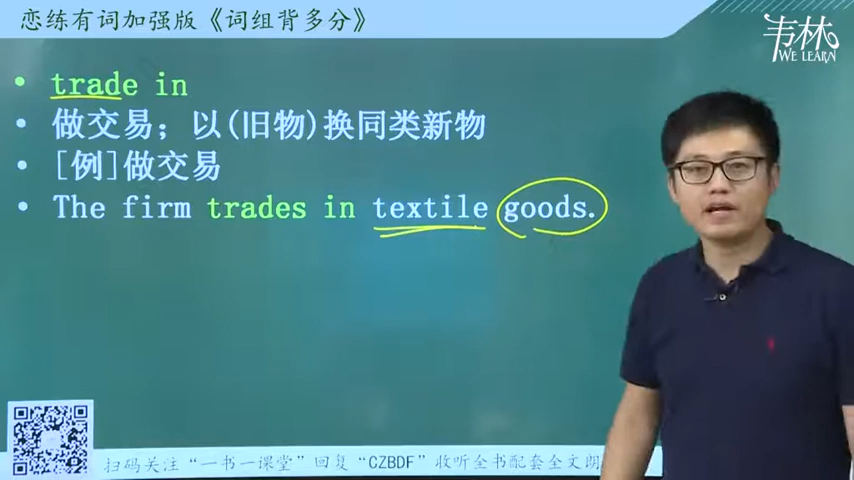 恋练有词加强版《词组背多分》
韦林
WE LEARN
• trade in
• 做交易；以(旧物)换同类新物
• [例]做交易
• The firm trades in textile goods.
扫码关注“一书一课堂”回复“CZBDF”收听全书配套全文朗